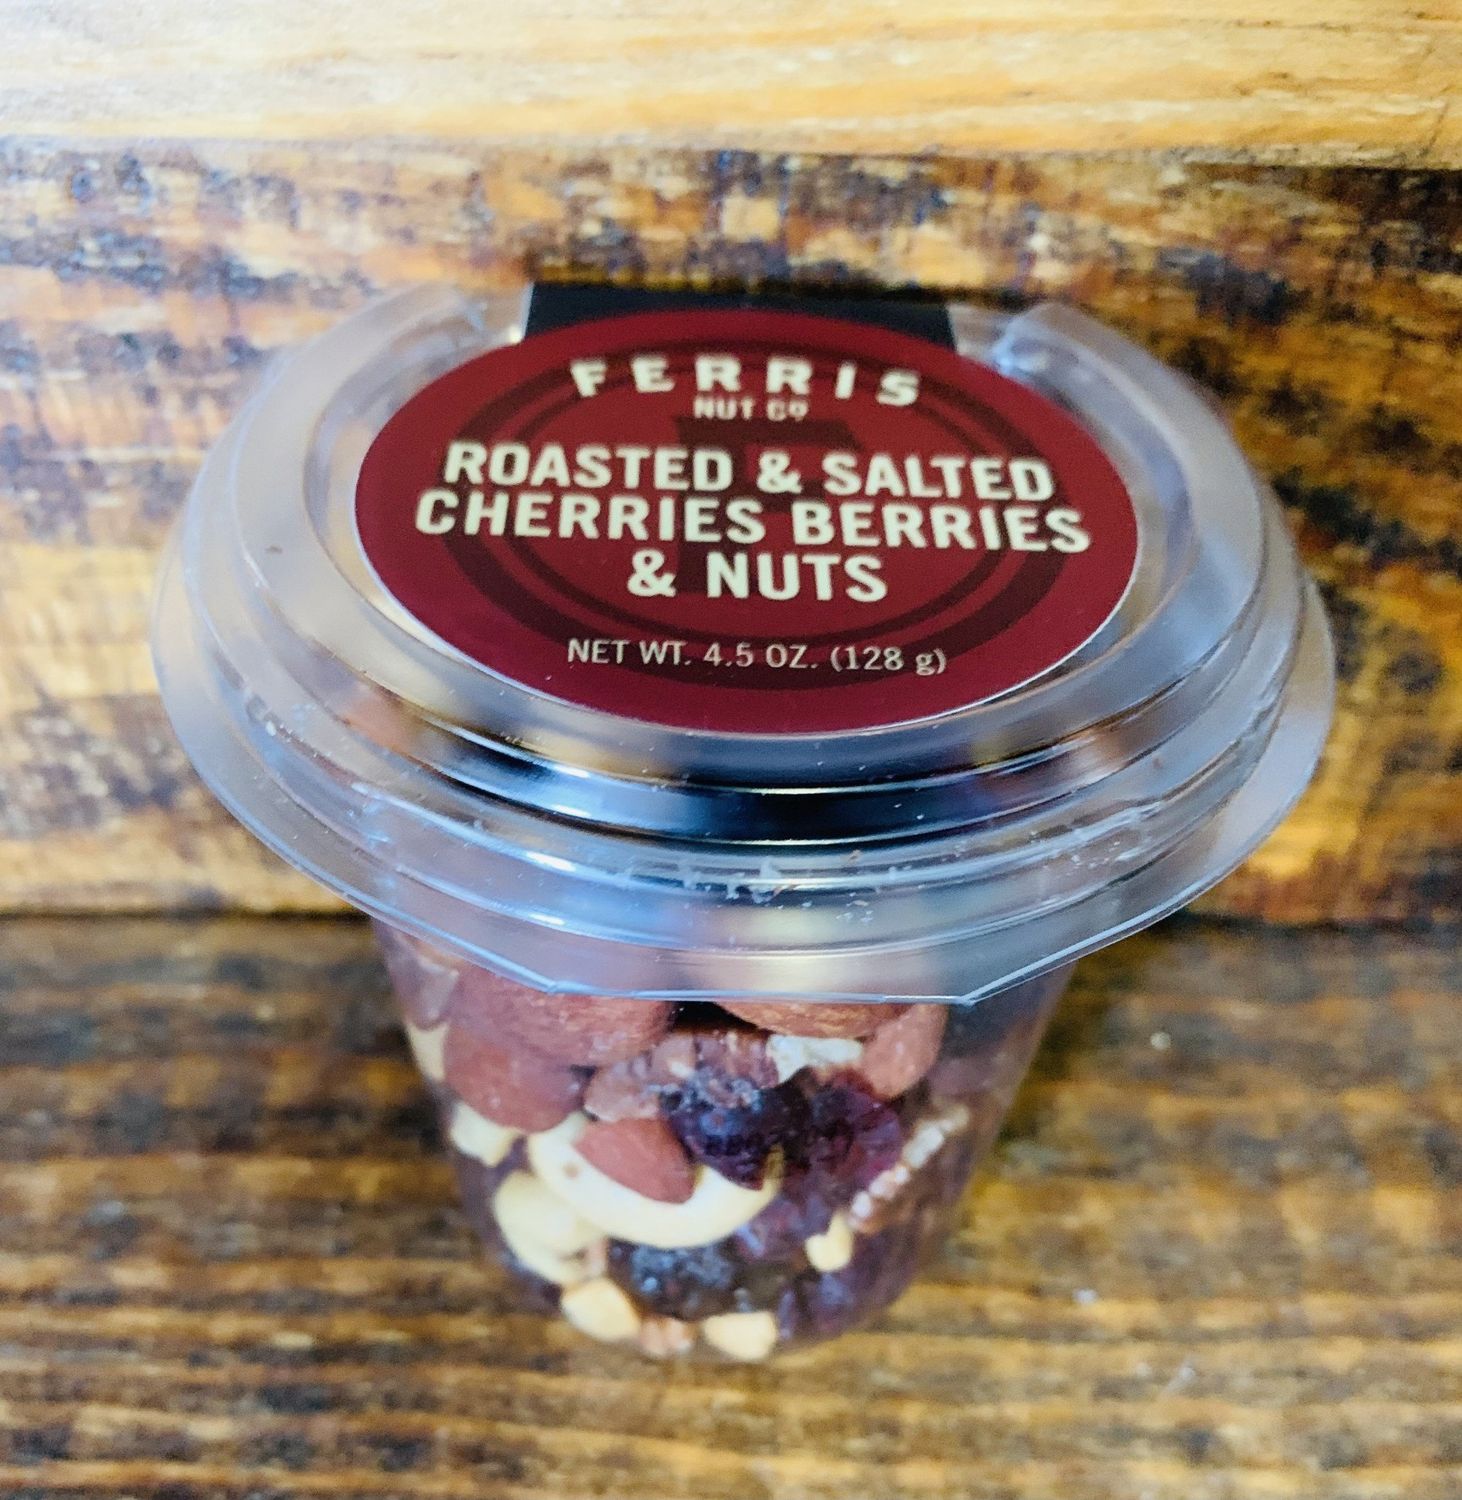 FERRIS
NUT CO
ROASTED & SALTED
CHERRIES BERRIES
& NUTS
NET WT. 4.5 OZ. (128 g)